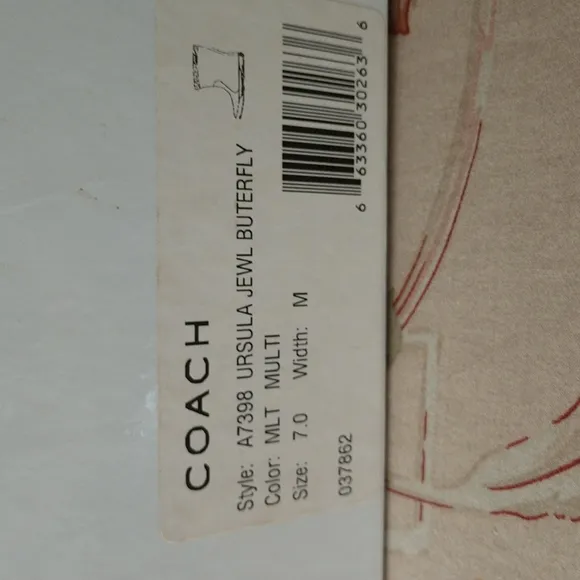 COACH
Style: A7398 URSULA JEWL BUTERFLY
Color: MLT MULTI
Size: 7.0 Width: M
037862
6 63360 30263 6